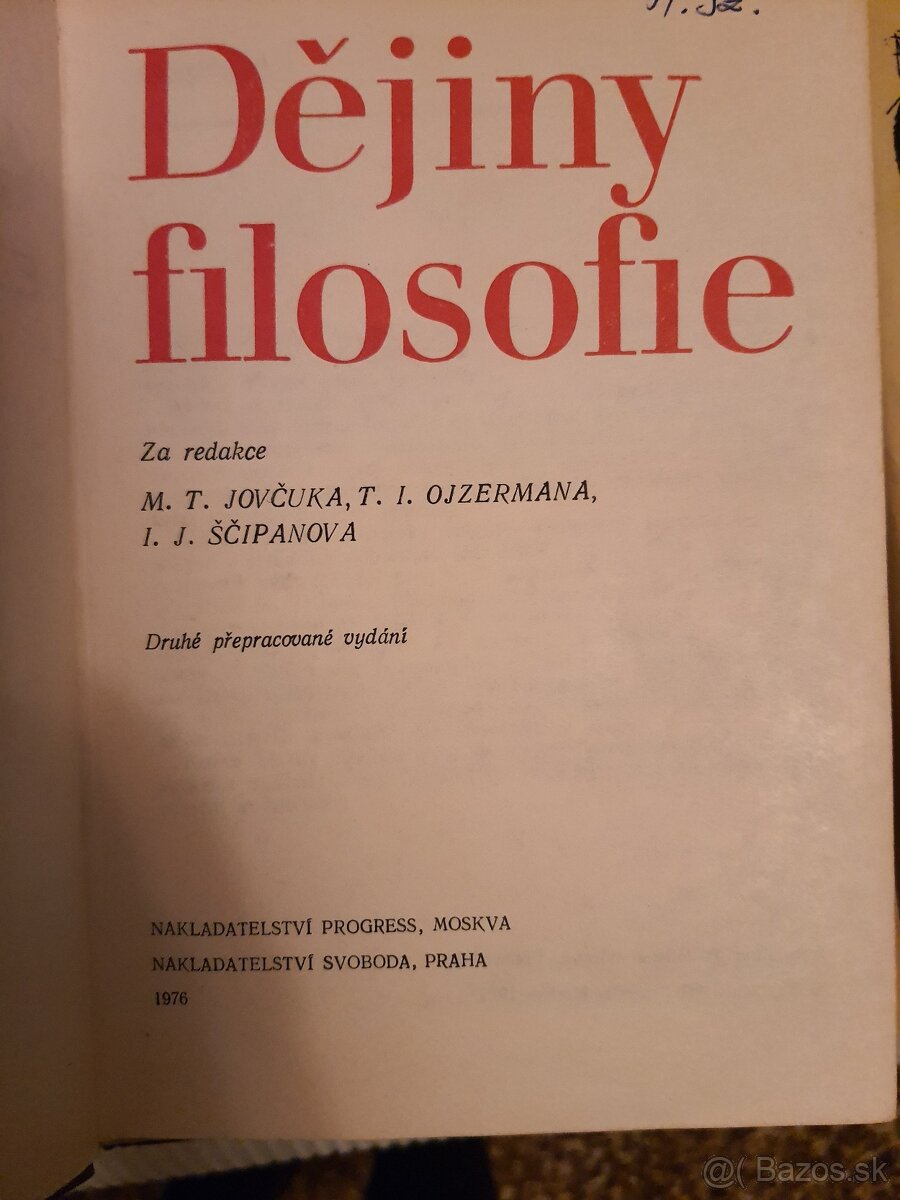 Dějiny
filosofie
Za redakce
M. T. JOVČUKA, T. I. OJZERMANA,
I. J. ŠČIPANOVA
Druhé přepracované vydání
NAKLADATELSTVÍ PROGRESS, MOSKVA
NAKLADATELSTVÍ SVOBODA, PRAHA
1976
@( Bazos.sk